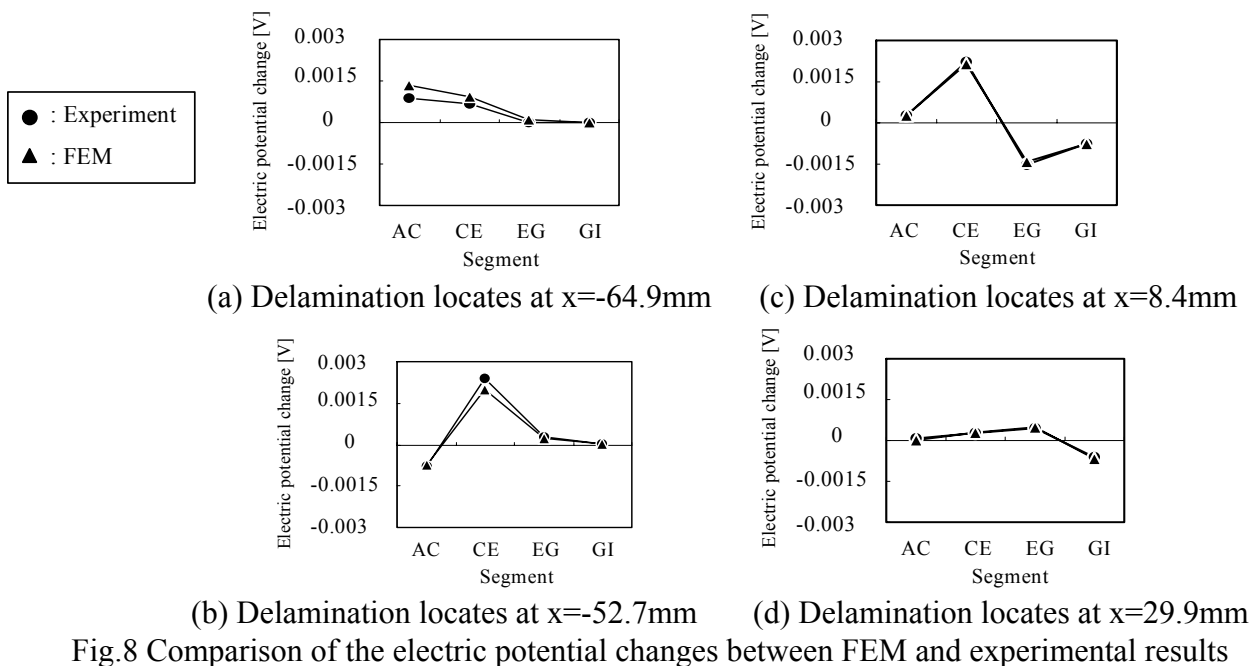 ● : Experiment
▲ : FEM
Electric potential change [V]
0.003
0.0015
0
-0.0015
-0.003
AC CE EG GI
Segment
(a) Delamination locates at x=-64.9mm
Electric potential change [V]
0.003
0.0015
0
-0.0015
-0.003
AC CE EG GI
Segment
(c) Delamination locates at x=8.4mm
Electric potential change [V]
0.003
0.0015
0
-0.0015
-0.003
AC CE EG GI
Segment
(b) Delamination locates at x=-52.7mm
Electric potential change [V]
0.003
0.0015
0
-0.0015
-0.003
AC CE EG GI
Segment
(d) Delamination locates at x=29.9mm
Fig.8 Comparison of the electric potential changes between FEM and experimental results